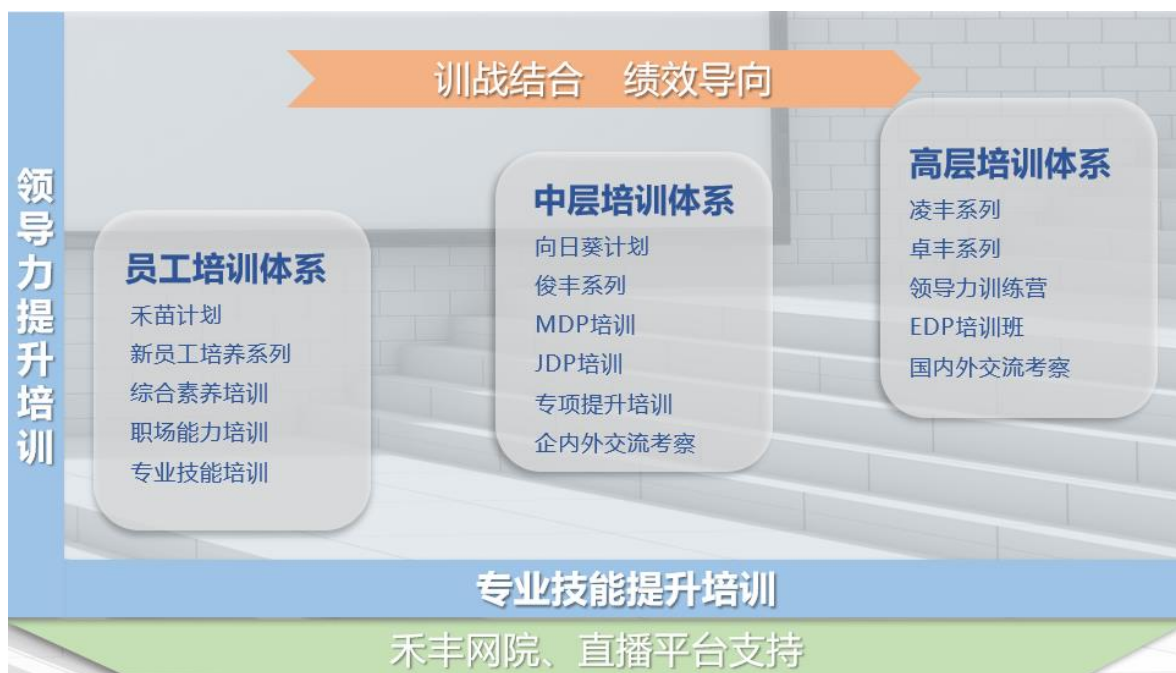 训战结合 绩效导向
领导力提升培训
员工培训体系
禾苗计划
新员工培养系列
综合素养培训
职场能力培训
专业技能培训
中层培训体系
向日葵计划
俊丰系列
MDP培训
JDP培训
专项提升培训
企内外交流考察
高层培训体系
凌丰系列
卓丰系列
领导力训练营
EDP培训班
国内外交流考察
专业技能提升培训
禾丰网院、直播平台支持